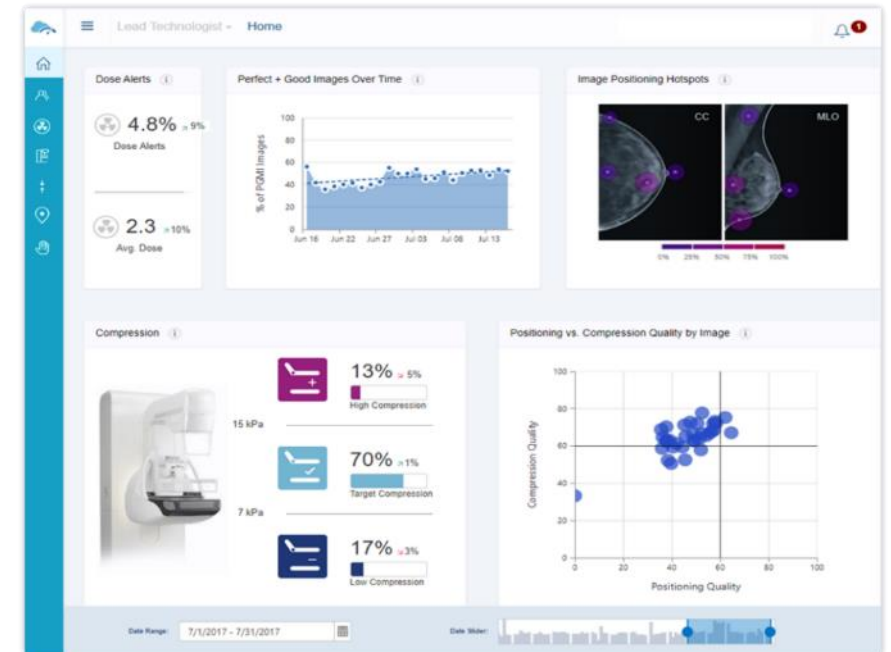 Lead Technologist Home
Dose Alerts
4.8% 9%
Dose Alerts
2.3 10%
Avg. Dose
Perfect + Good Images Over Time
% of PGMI Images
100
80
60
40
20
0
Jun 16 Jun 22 Jun 27 Jul 03 Jul 08 Jul 13
Image Positioning Hotspots
CC MLO
0% 25% 50% 75% 100%
Compression
15 kPa
7 kPa
13% 5%
High Compression
70% 1%
Target Compression
17% 3%
Low Compression
Positioning vs. Compression Quality by Image
Compression Quality
100
80
60
40
20
0
0 20 40 60 80 100
Positioning Quality
Date Range: 7/1/2017 - 7/31/2017
Date Slider:
1